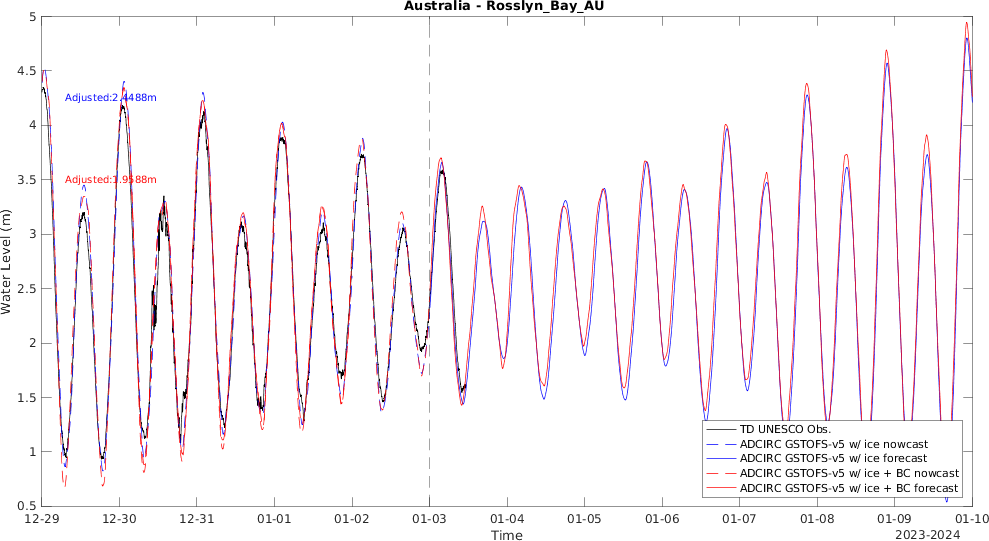 Australia - Rosslyn_Bay_AU
5
4.5
4
3.5
3
2.5
2
1.5
1
0.5
Water Level (m)
Adjusted:2.4488m
Adjusted:1.9588m
TD UNESCO Obs.
ADCIRC GSTOFS-v5 w/ ice nowcast
ADCIRC GSTOFS-v5 w/ ice forecast
ADCIRC GSTOFS-v5 w/ ice + BC nowcast
ADCIRC GSTOFS-v5 w/ ice + BC forecast
12-29 12-30 12-31 01-01 01-02 01-03 01-04 01-05 01-06 01-07 01-08 01-09 01-10
Time
2023-2024